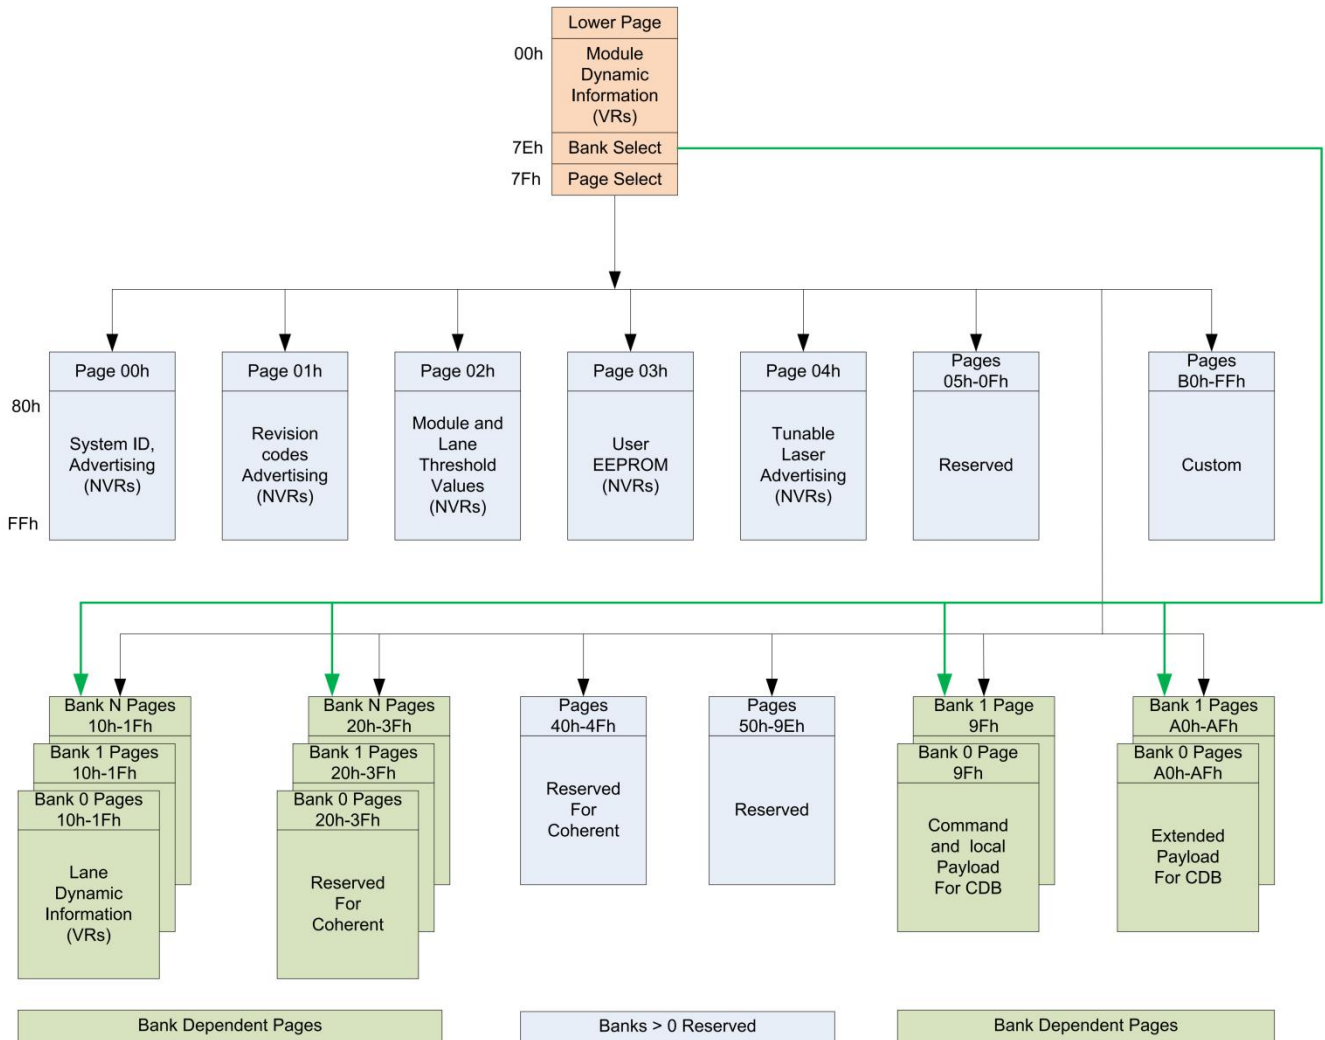 Lower Page
00h
Module
Dynamic
Information
(VRs)
7Eh
Bank Select
7Fh
Page Select
Page 00h
80h
System ID,
Advertising
(NVRs)
FFh
Page 01h
Revision
codes
Advertising
(NVRs)
Page 02h
Module and
Lane
Threshold
Values
(NVRs)
Page 03h
User
EEPROM
(NVRs)
Page 04h
Tunable
Laser
Advertising
(NVRs)
Pages
05h-0Fh
Reserved
Pages
B0h-FFh
Custom
Bank N Pages
10h-1Fh
Bank 1 Pages
10h-1Fh
Bank 0 Pages
10h-1Fh
Lane
Dynamic
Information
(VRs)
Bank N Pages
20h-3Fh
Bank 1 Pages
20h-3Fh
Bank 0 Pages
20h-3Fh
Reserved
For
Coherent
Pages
40h-4Fh
Reserved
For
Coherent
Pages
50h-9Eh
Reserved
Bank 1 Page
9Fh
Bank 0 Page
9Fh
Command
and local
Payload
For CDB
Bank 1 Pages
A0h-AFh
Bank 0 Pages
A0h-AFh
Extended
Payload
For CDB
Bank Dependent Pages
Banks > 0 Reserved
Bank Dependent Pages